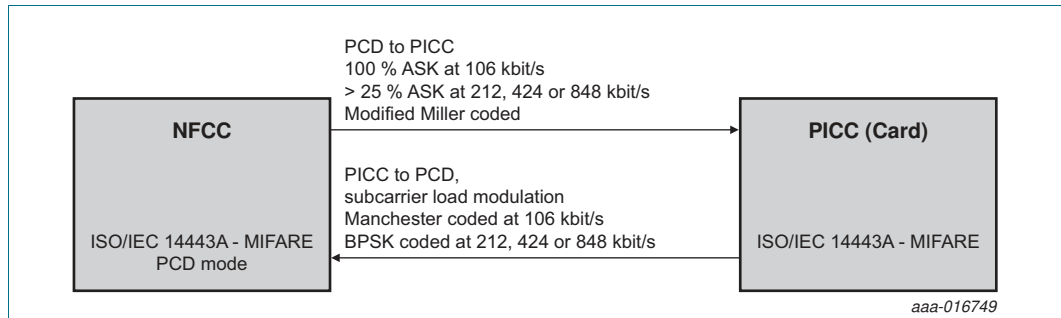 PCD to PICC
100 % ASK at 106 kbit/s
> 25 % ASK at 212, 424 or 848 kbit/s
Modified Miller coded
NFCC
PICC (Card)
PICC to PCD,
subcarrier load modulation
Manchester coded at 106 kbit/s
BPSK coded at 212, 424 or 848 kbit/s
ISO/IEC 14443A - MIFARE
PCD mode
ISO/IEC 14443A - MIFARE
aaa-016749